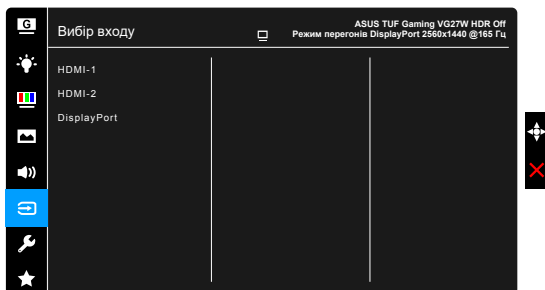 G
Вибір входу
ASUS TUF Gaming VG27W HDR Off
Режим перегонів DisplayPort 2560x1440 @165 Гц
HDMI-1
HDMI-2
DisplayPort